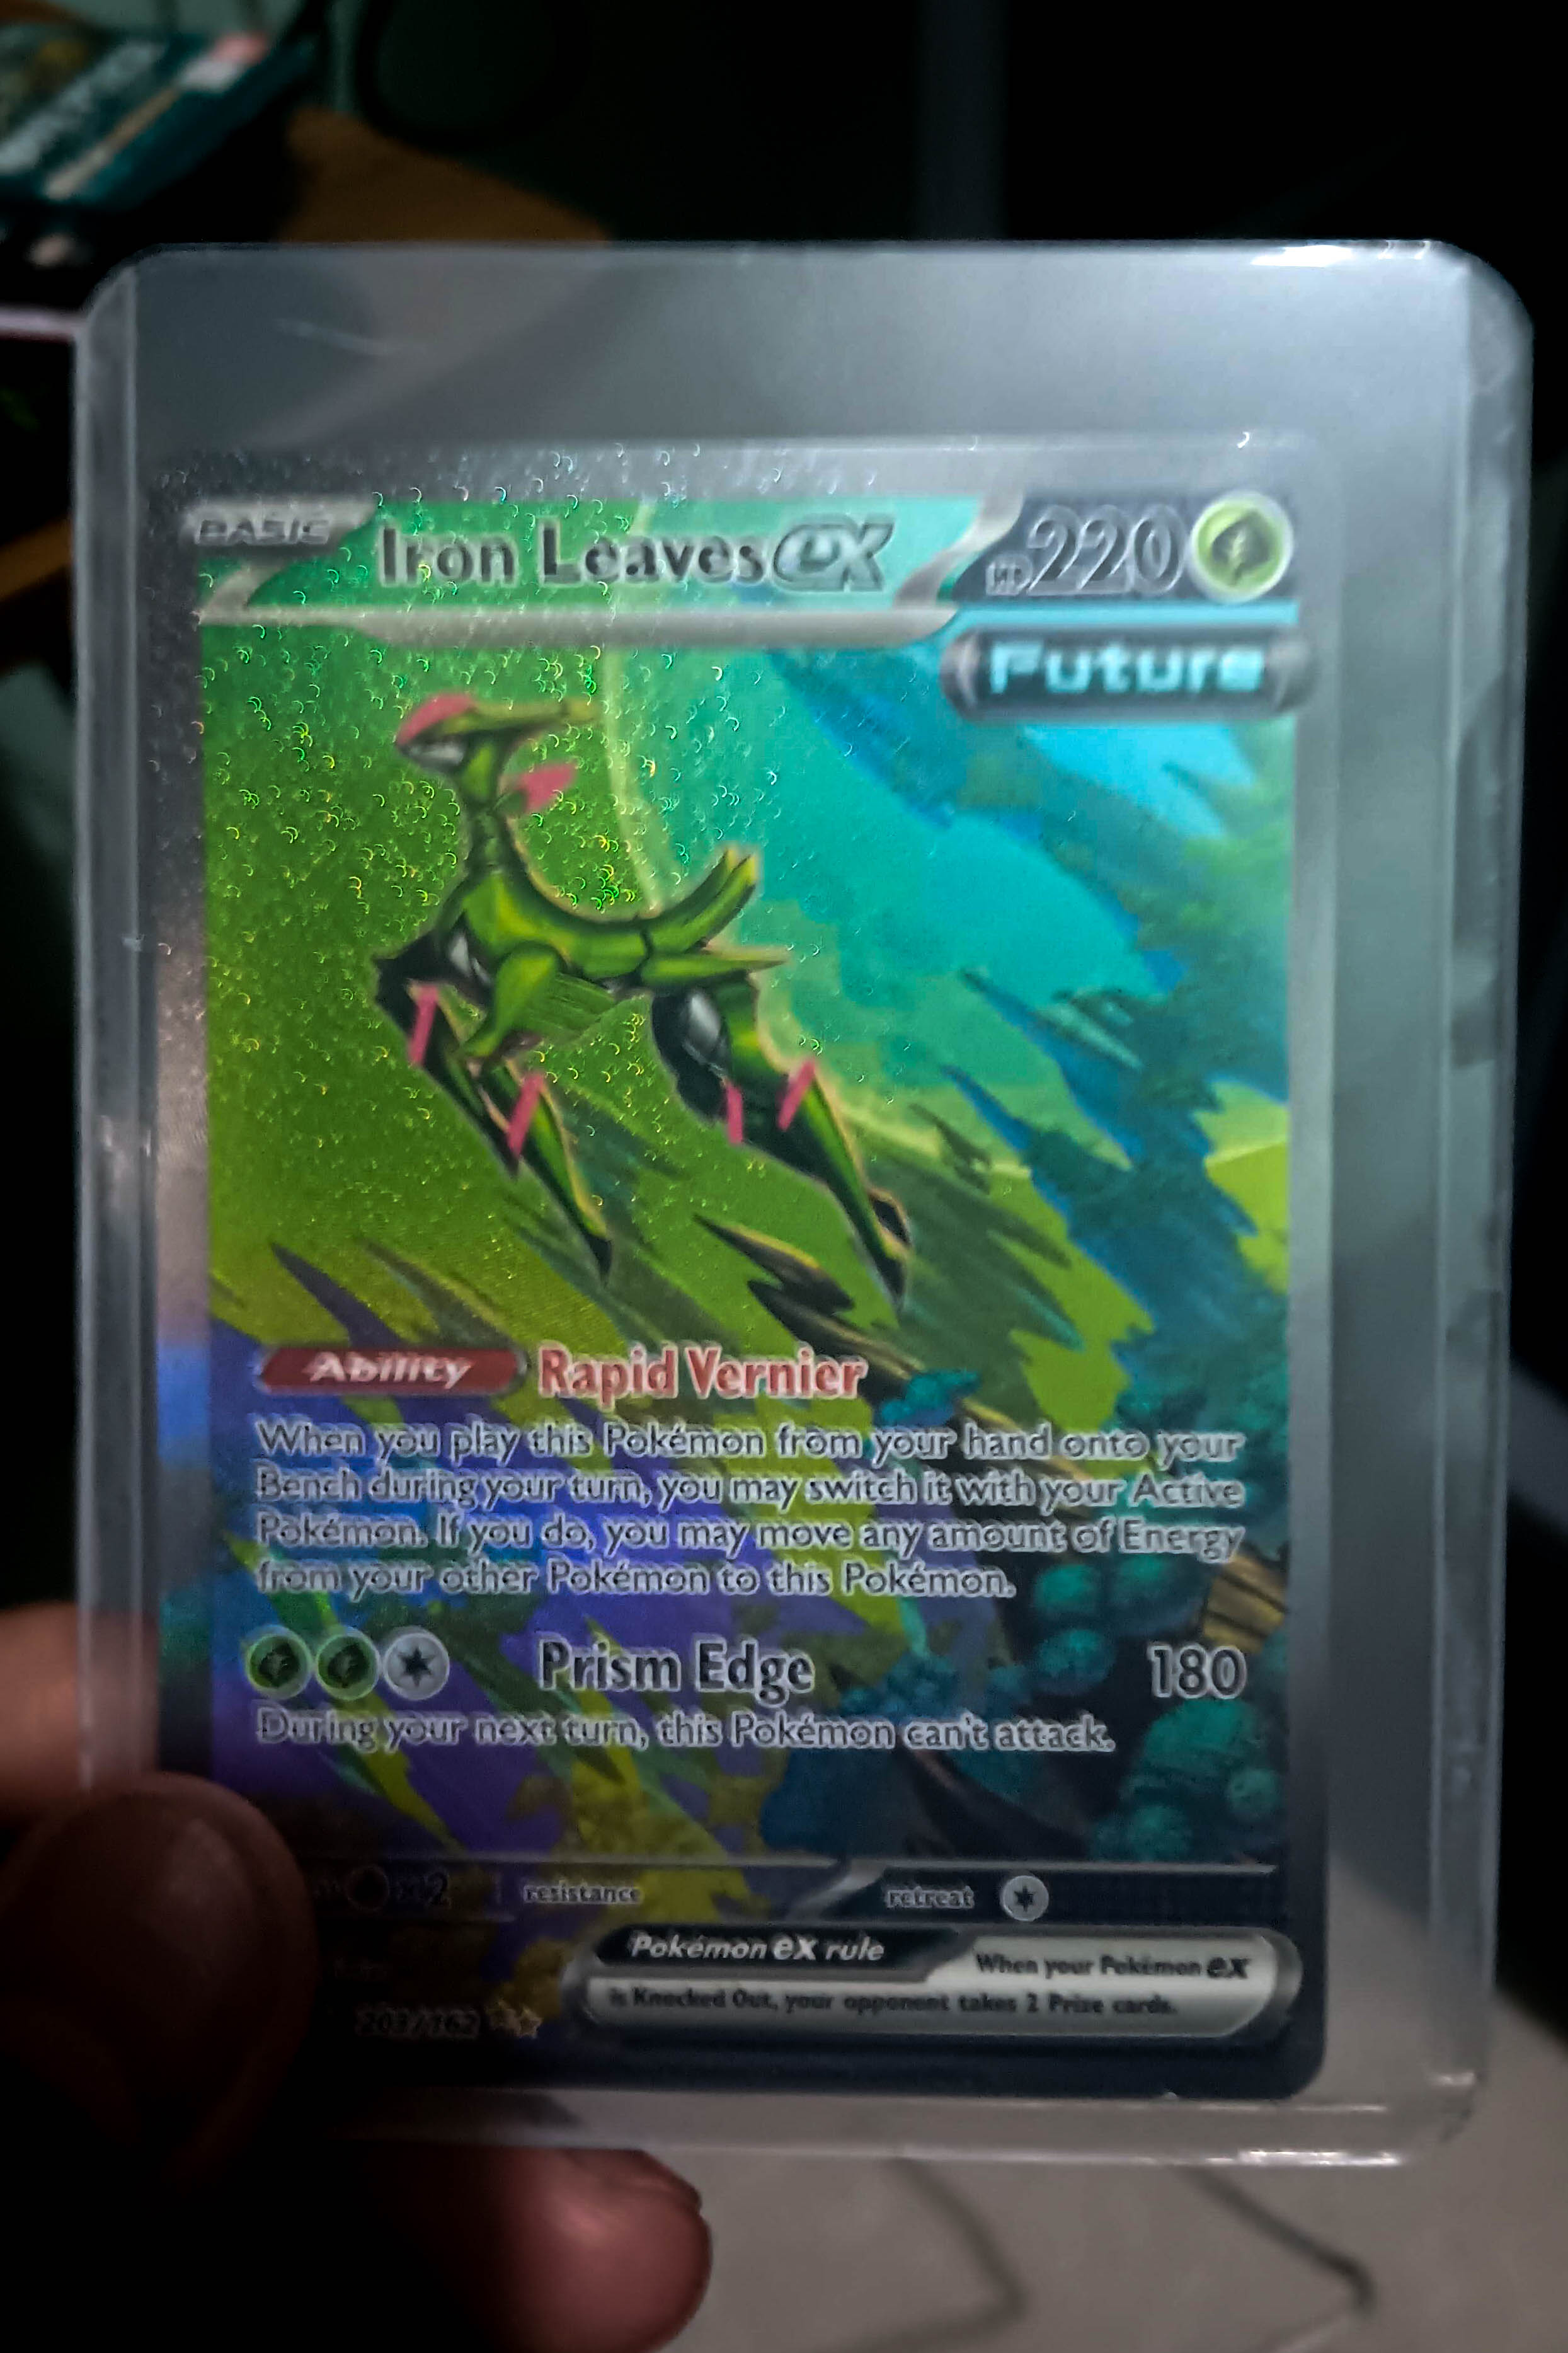 BASIC
Iron Leaves ex
HP 220
Future
Ability Rapid Vernier
When you play this Pokémon from your hand onto your
Bench during your turn, you may switch it with your Active
Pokémon. If you do, you may move any amount of Energy
from your other Pokémon to this Pokémon.
Prism Edge 180
During your next turn, this Pokémon can't attack.
×2 resistance retreat
Pokémon ex rule When your Pokémon ex
is Knocked Out, your opponent takes 2 Prize cards.
203/162